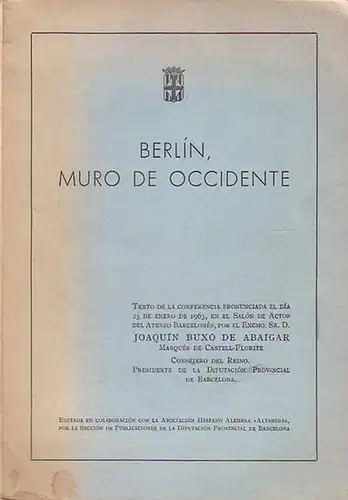 BERLÍN,
MURO DE OCCIDENTE
TEXTO DE LA CONFERENCIA PRONUNCIADA EL DÍA
23 DE ENERO DE 1963, EN EL SALÓN DE ACTOS
DEL ATENEO BARCELONÉS, POR EL EXCMO. SR. D.
JOAQUÍN BUXO DE ABAIGAR
MARQUÉS DE CASTELL-FLORITE
CONSEJERO DEL REINO.
PRESIDENTE DE LA DIPUTACIÓN PROVINCIAL
DE BARCELONA.
EDITADA EN COLABORACIÓN CON LA ASOCIACIÓN HISPANO ALEMANA «ALTAMIRA»,
POR LA SECCIÓN DE PUBLICACIONES DE LA DIPUTACIÓN PROVINCIAL DE BARCELONA